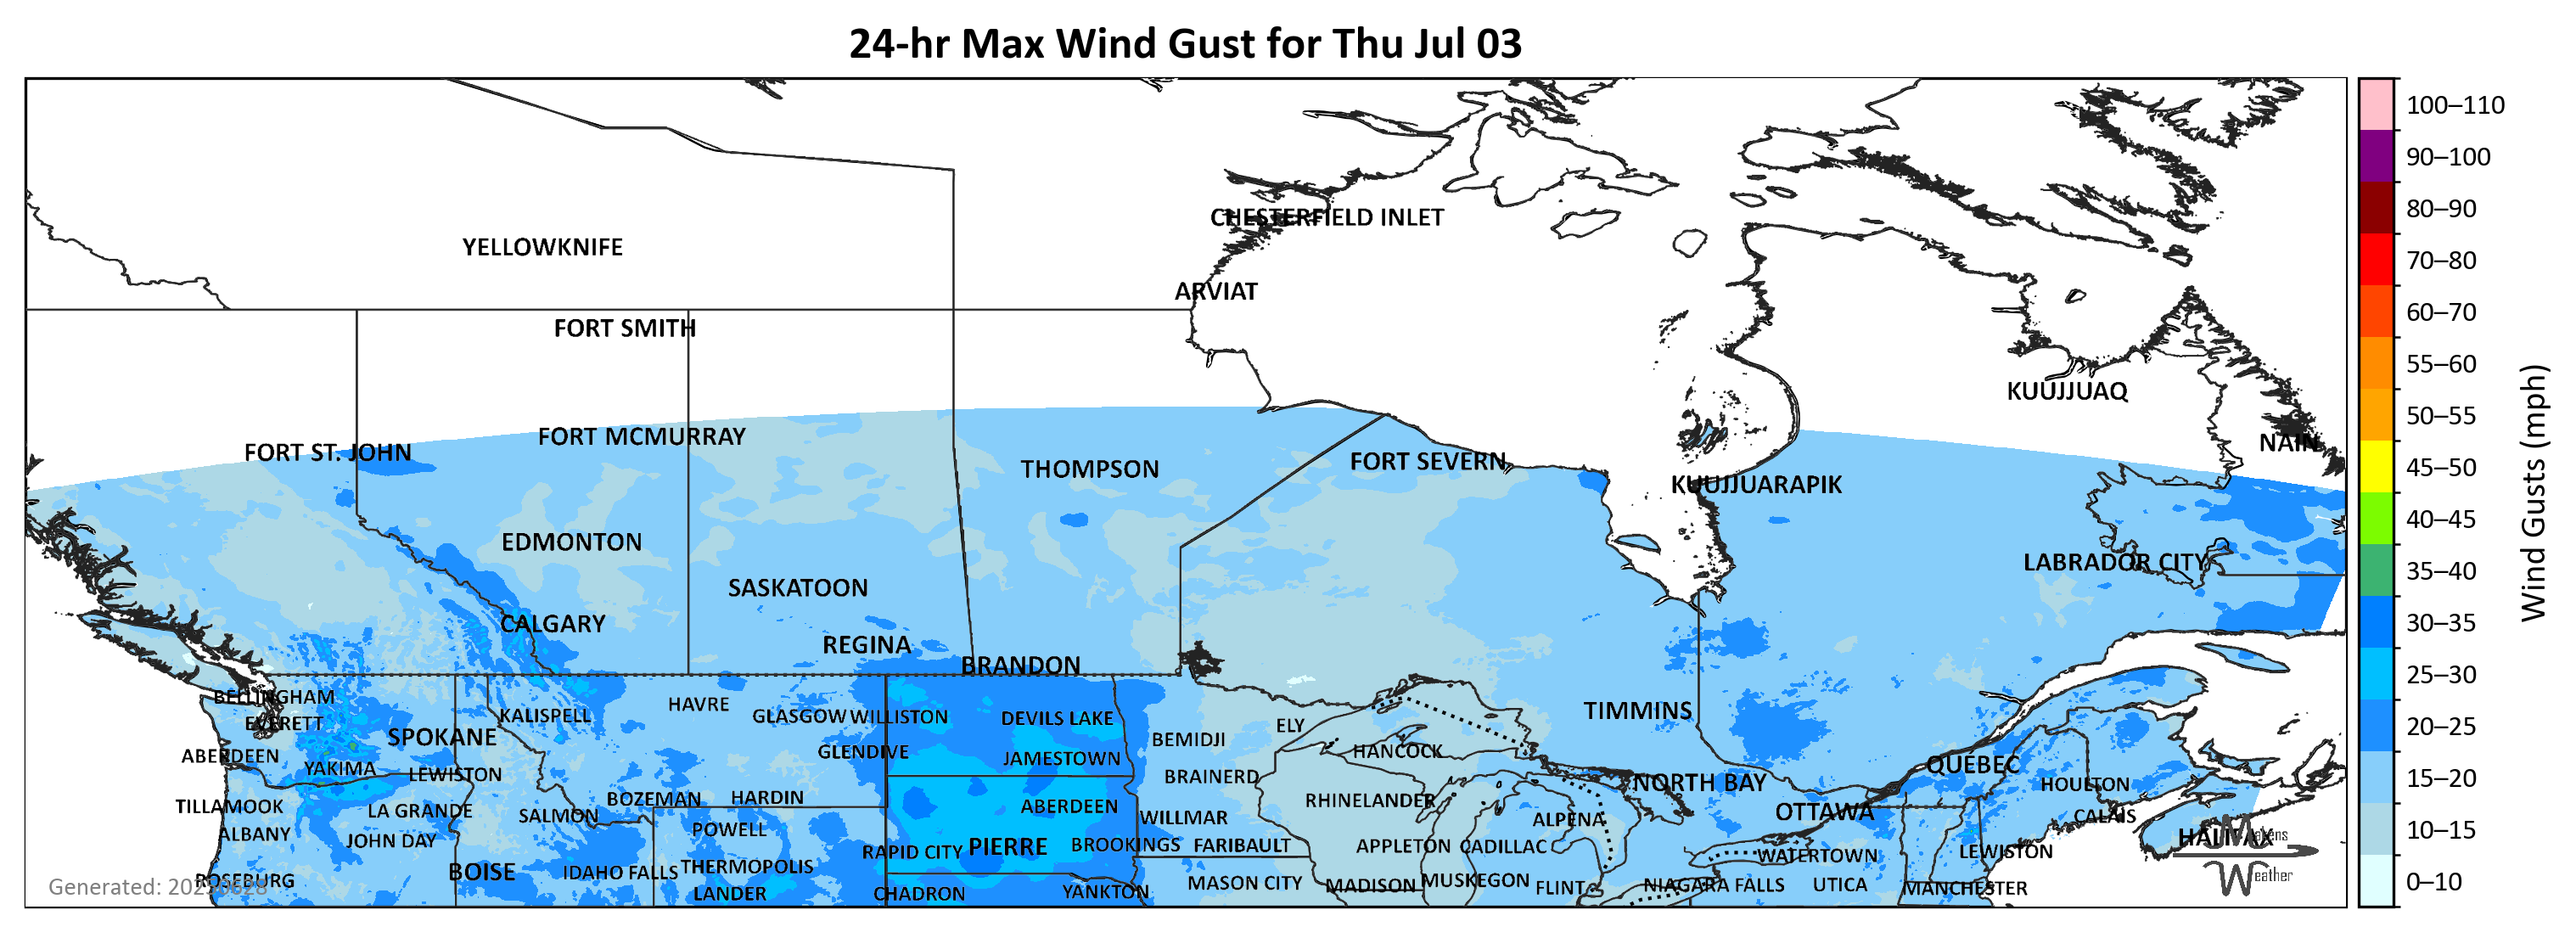 24-hr Max Wind Gust for Thu Jul 03
100–110
90–100
80–90
70–80
60–70
55–60
50–55
45–50
40–45
35–40
30–35
25–30
20–25
15–20
10–15
0–10
Wind Gusts (mph)
CHESTERFIELD INLET
YELLOWKNIFE
ARVIAT
FORT SMITH
KUUJJUAQ
FORT MCMURRAY
NAIN
FORT ST. JOHN
FORT SEVERN
THOMPSON
KUUJJUARAPIK
EDMONTON
LABRADOR CITY
SASKATOON
CALGARY
REGINA
BRANDON
BELLINGHAM
HAVRE
TIMMINS
KALISPELL
GLASGOW
WILLISTON
DEVILS LAKE
EVERETT
ELY
SPOKANE
BEMIDJI
GLENDIVE
HANCOCK
ABERDEEN
JAMESTOWN
QUEBEC
YAKIMA
LEWISTON
BRAINERD
NORTH BAY
HOULTON
BOZEMAN
HARDIN
RHINELANDER
TILLAMOOK
LA GRANDE
ABERDEEN
SALMON
WILLMAR
OTTAWA
CALAIS
ALPENA
POWELL
ALBANY
HALIFAX
Makens
JOHN DAY
RAPID CITY
PIERRE
BROOKINGS
FARIBAULT
APPLETON
CADILLAC
WATERTOWN
LEWISTON
BOISE
IDAHO FALLS
THERMOPOLIS
Weather
ROSEBURG
MASON CITY
MADISON
MUSKEGON
FLINT
NIAGARA FALLS
UTICA
MANCHESTER
LANDER
CHADRON
YANKTON
Generated: 20250628